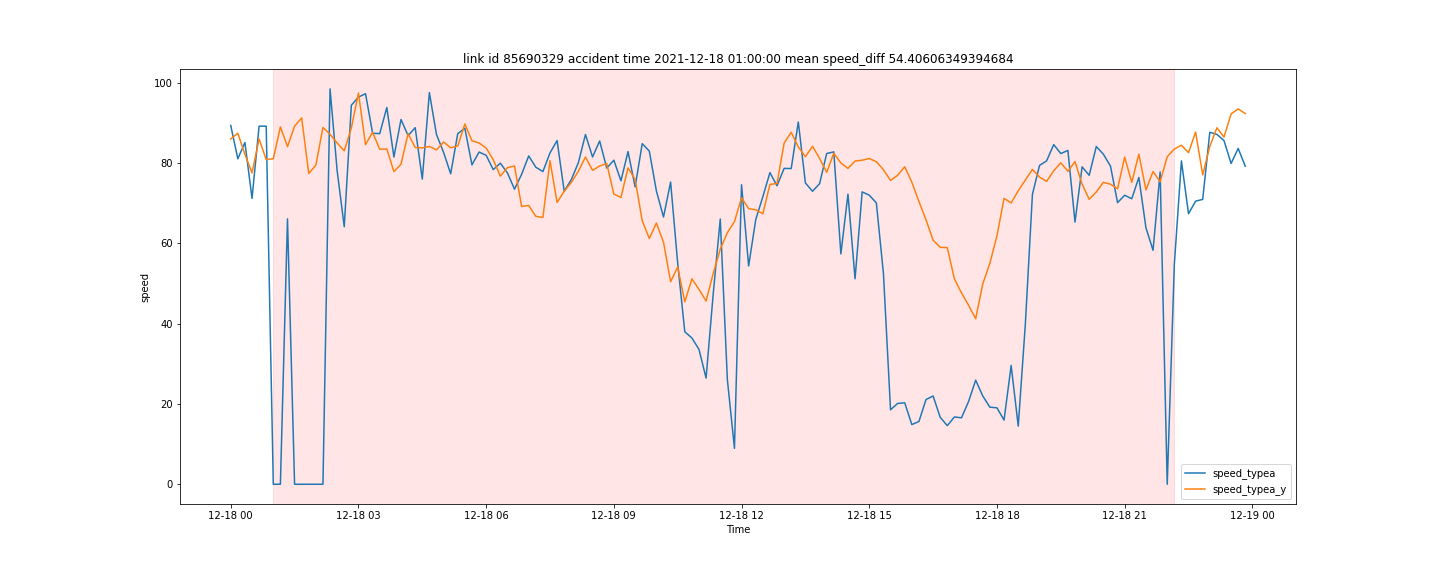 link id 85690329 accident time 2021-12-18 01:00:00 mean speed_diff 54.40606349394684
100
80
60
40
20
0
speed
12-18 00 12-18 03 12-18 06 12-18 09 12-18 12 12-18 15 12-18 18 12-18 21 12-19 00
Time
speed_typea
speed_typea_y